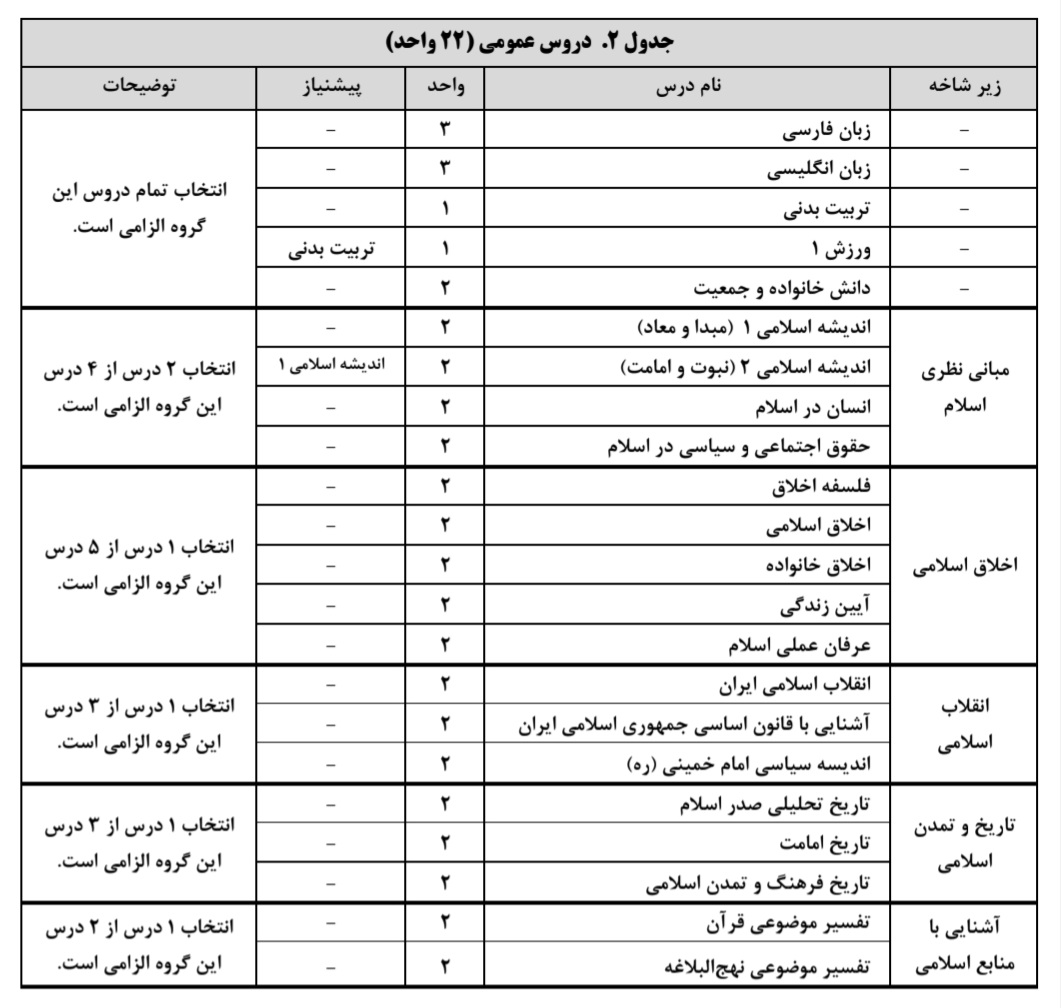 جدول ۲. دروس عمومی (۲۲ واحد)
زیر شاخه نام درس واحد پیشنیاز توضیحات
– زبان فارسی ۳ –
– زبان انگلیسی ۳ –
– تربیت بدنی ۱ –
– ورزش ۱ ۱ تربیت بدنی
– دانش خانواده و جمعیت ۲ –
انتخاب تمام دروس این
گروه الزامی است.
مبانی نظری
اسلام
اندیشه اسلامی ۱ (مبدا و معاد) ۲ –
اندیشه اسلامی ۲ (نبوت و امامت) ۲ اندیشه اسلامی ۱
انسان در اسلام ۲ –
حقوق اجتماعی و سیاسی در اسلام ۲ –
انتخاب ۲ درس از ۴ درس
این گروه الزامی است.
اخلاق اسلامی
فلسفه اخلاق ۲ –
اخلاق اسلامی ۲ –
اخلاق خانواده ۲ –
آیین زندگی ۲ –
عرفان عملی اسلام ۲ –
انتخاب ۱ درس از ۵ درس
این گروه الزامی است.
انقلاب
اسلامی
انقلاب اسلامی ایران ۲ –
آشنایی با قانون اساسی جمهوری اسلامی ایران ۲ –
اندیسه سیاسی امام خمینی (ره) ۲ –
انتخاب ۱ درس از ۳ درس
این گروه الزامی است.
تاریخ و تمدن
اسلامی
تاریخ تحلیلی صدر اسلام ۲ –
تاریخ امامت ۲ –
تاریخ فرهنگ و تمدن اسلامی ۲ –
انتخاب ۱ درس از ۳ درس
این گروه الزامی است.
آشنایی با
منابع اسلامی
تفسیر موضوعی قرآن ۲ –
تفسیر موضوعی نهج‌البلاغه ۲ –
انتخاب ۱ درس از ۲ درس
این گروه الزامی است.